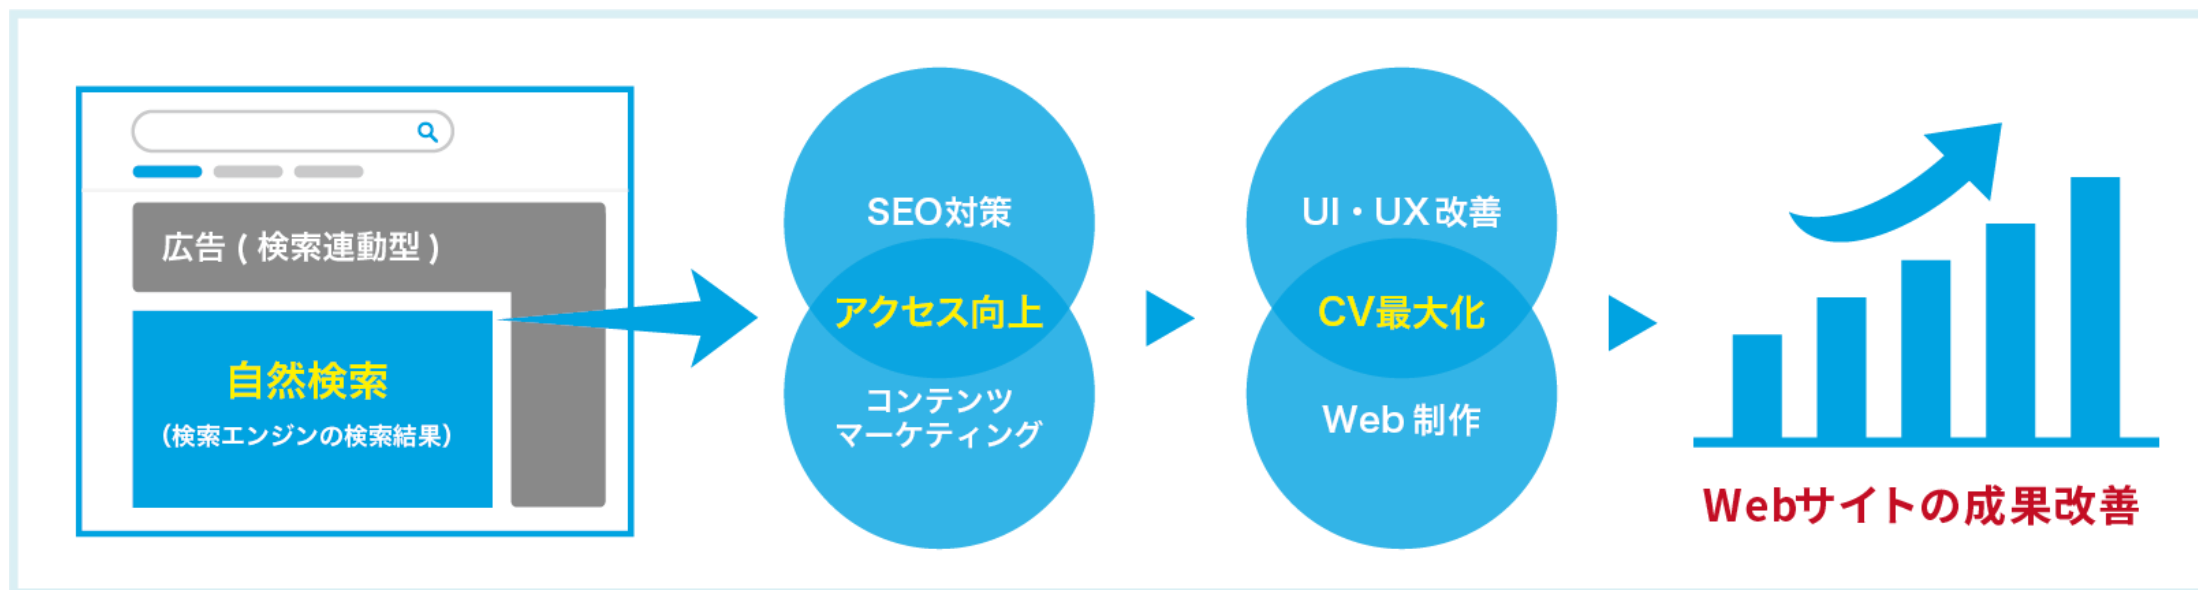 広告 ( 検索連動型 )
自然検索
（検索エンジンの検索結果）
SEO対策
アクセス向上
コンテンツ
マーケティング
UI・UX改善
CV最大化
Web 制作
Webサイトの成果改善